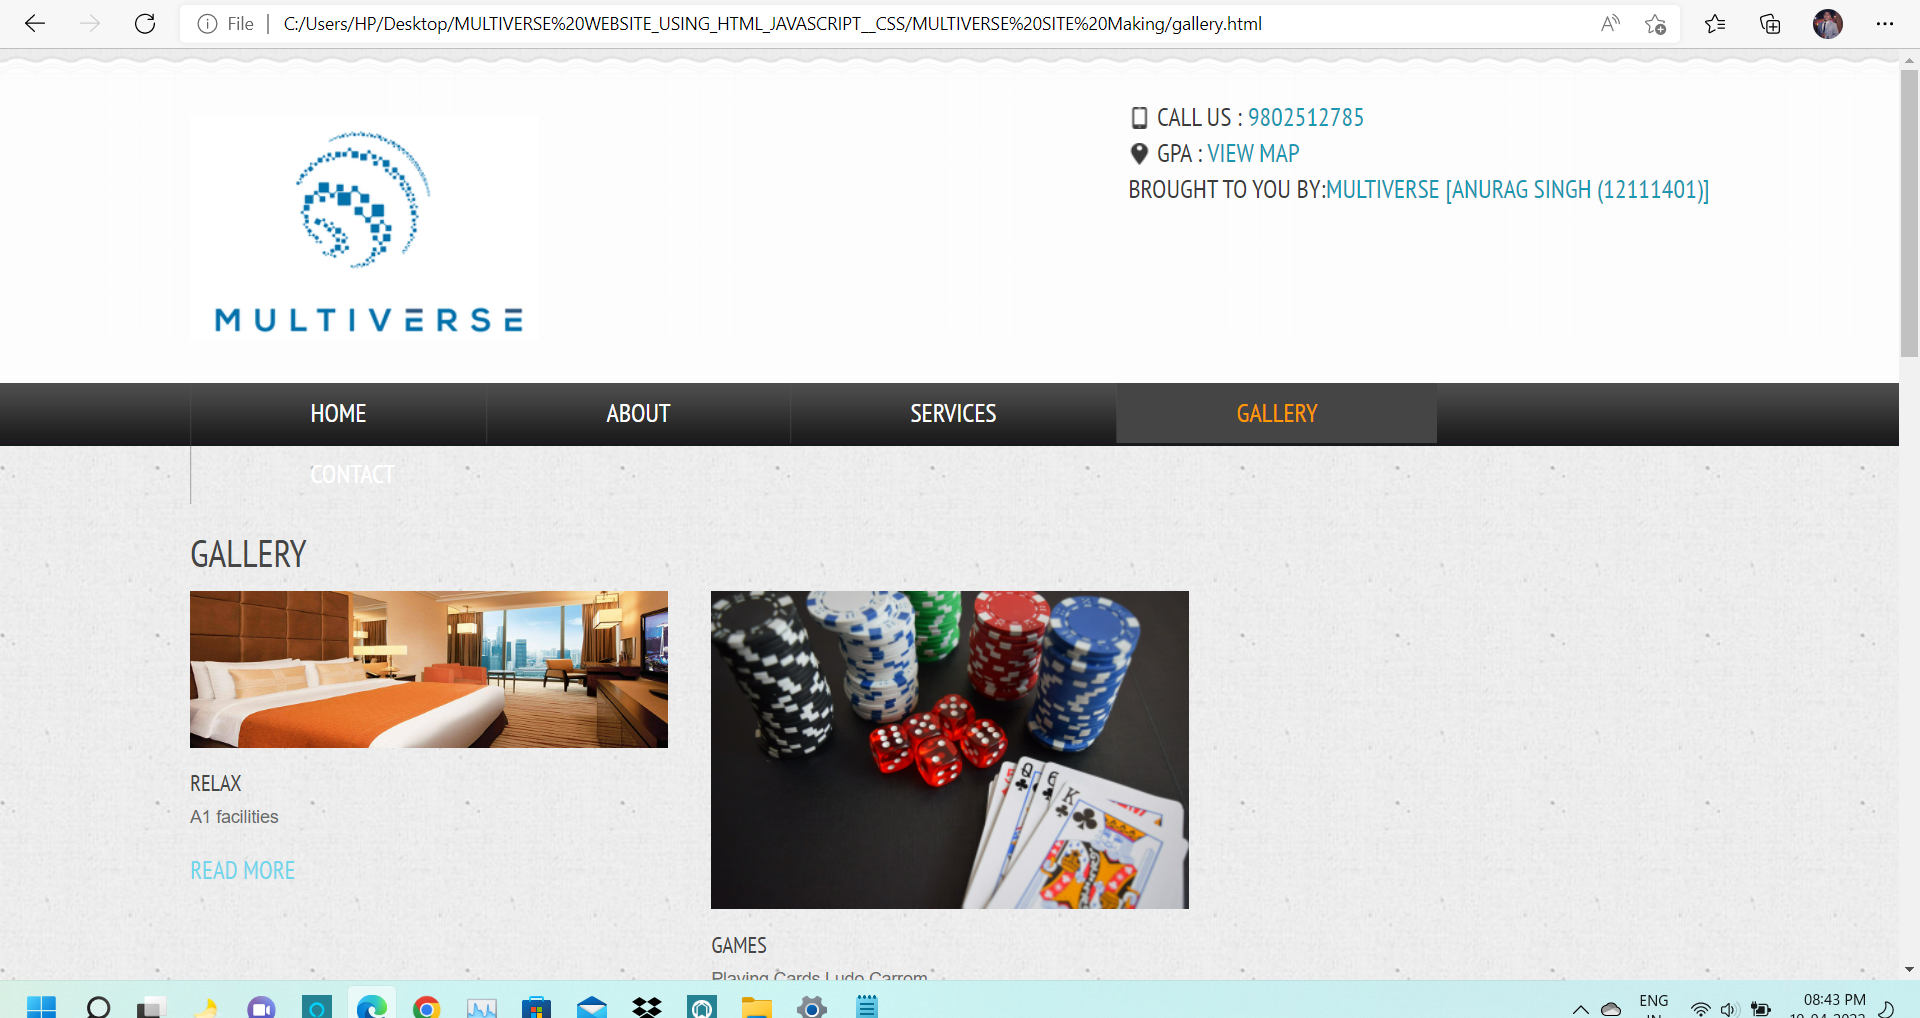 File | C:/Users/HP/Desktop/MULTIVERSE%20WEBSITE_USING_HTML_JAVASCRIPT__CSS/MULTIVERSE%20SITE%20Making/gallery.html
CALL US : 9802512785
GPA : VIEW MAP
BROUGHT TO YOU BY:MULTIVERSE [ANURAG SINGH (12111401)]
MULTIVERSE
HOME ABOUT SERVICES GALLERY
CONTACT
GALLERY
Q 6 K
RELAX
A1 facilities
READ MORE
GAMES
Playing Cards Ludo Carrom
ENG
08:43 PM